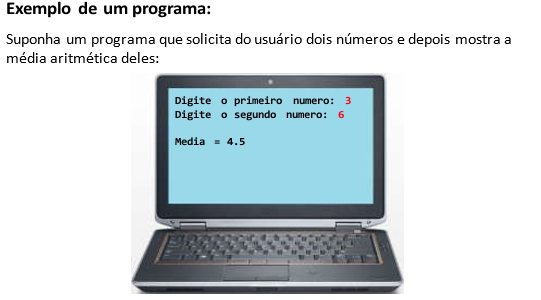 Exemplo de um programa:
Suponha um programa que solicita do usuário dois números e depois mostra a
média aritmética deles:
Digite o primeiro numero: 3
Digite o segundo numero: 6
Media = 4.5